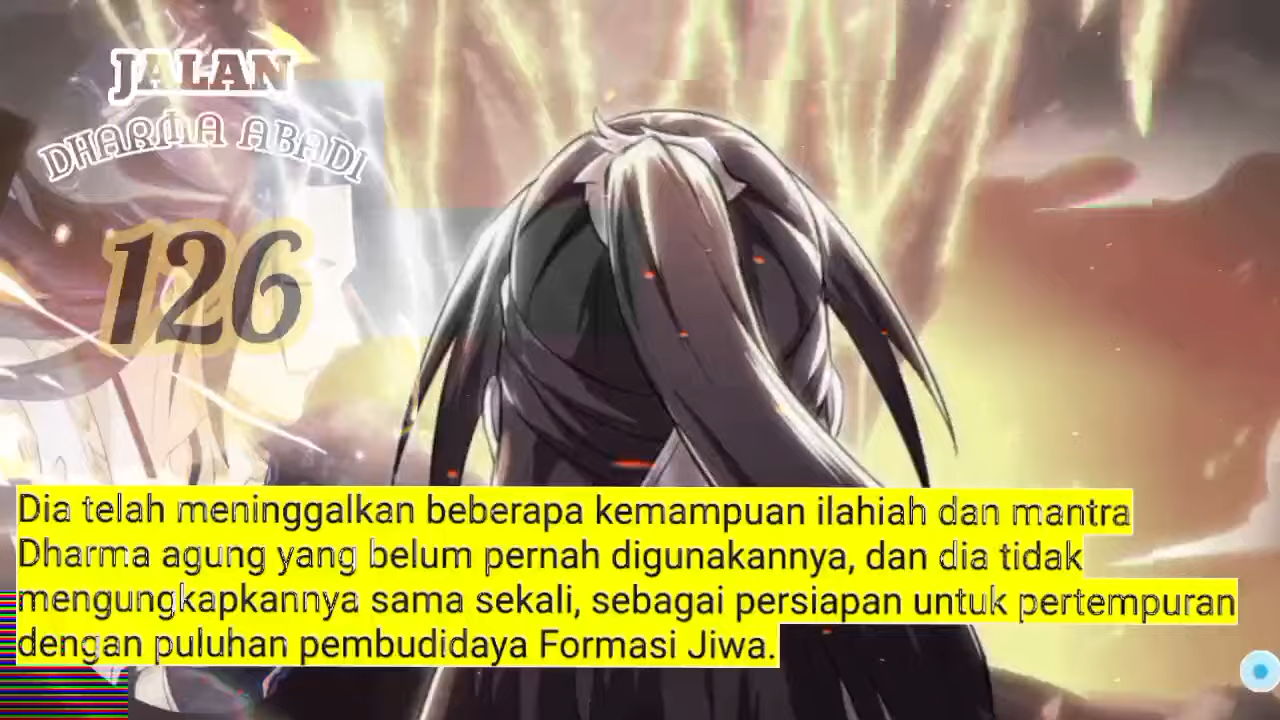 JALAN
DHARMA ABADI
126
Dia telah meninggalkan beberapa kemampuan ilahiah dan mantra
Dharma agung yang belum pernah digunakannya, dan dia tidak
mengungkapkannya sama sekali, sebagai persiapan untuk pertempuran
dengan puluhan pembudidaya Formasi Jiwa.